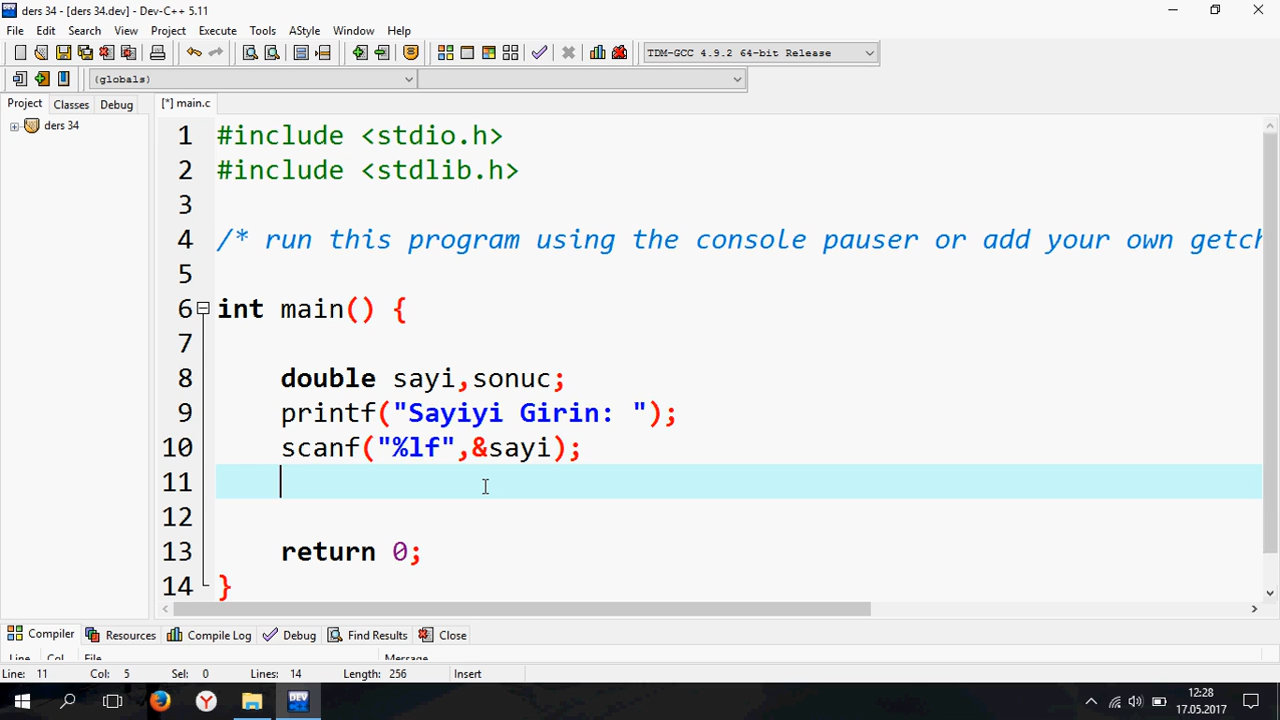 ders 34 - [ders 34.dev] - Dev-C++ 5.11
File Edit Search View Project Execute Tools AStyle Window Help
TDM-GCC 4.9.2 64-bit Release
(globals)
Project Classes Debug [*] main.c
ders 34
1 #include <stdio.h>
2 #include <stdlib.h>
3
4 /* run this program using the console pauser or add your own getch
5
6 int main() {
7
8 double sayi,sonuc;
9 printf("Sayiyi Girin: ");
10 scanf("%lf",&sayi);
11
12
13 return 0;
14 }
Compiler Resources Compile Log Debug Find Results Close
Line Col File Message
Line: 11 Col: 5 Sel: 0 Lines: 14 Length: 256 Insert
DEV
12:28
17.05.2017